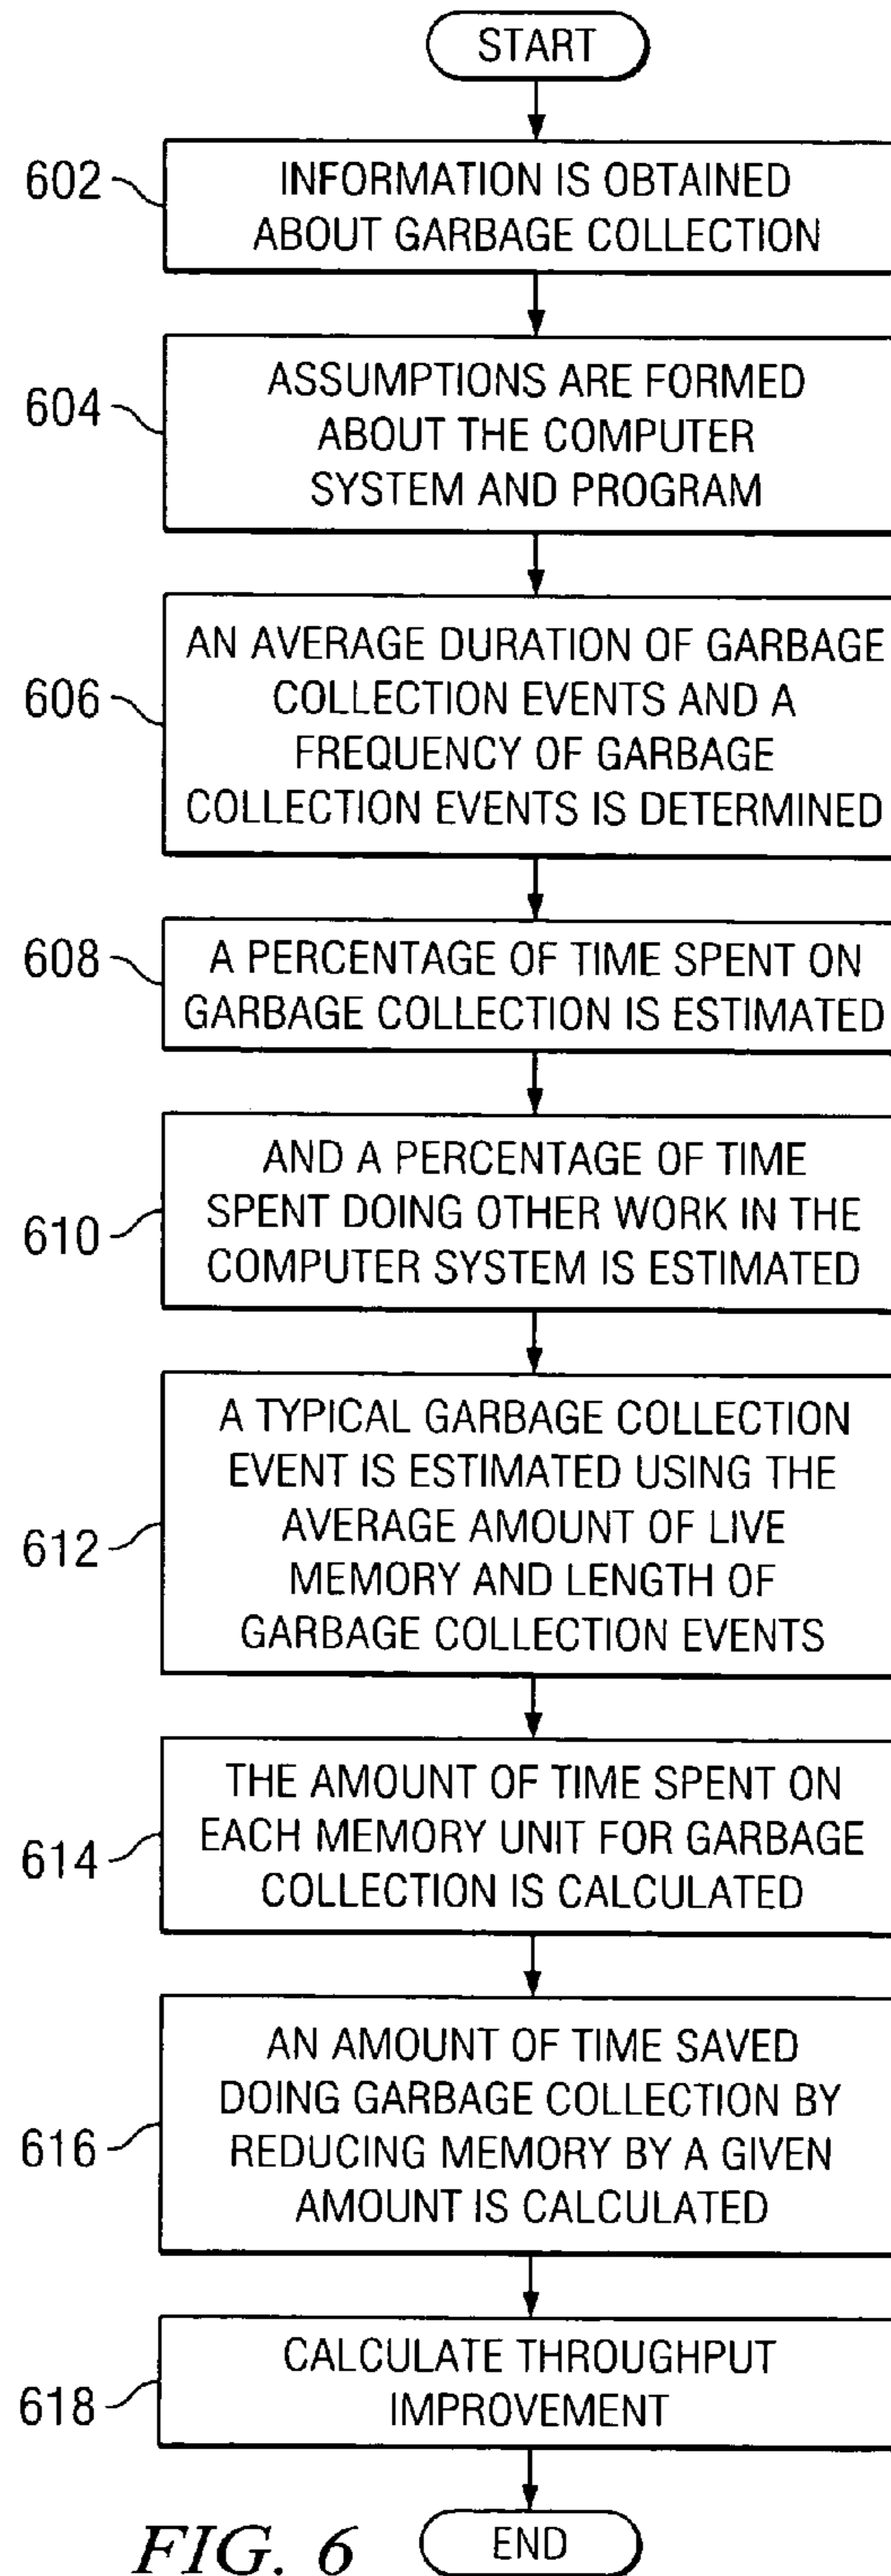 START
602
INFORMATION IS OBTAINED
ABOUT GARBAGE COLLECTION
604
ASSUMPTIONS ARE FORMED
ABOUT THE COMPUTER
SYSTEM AND PROGRAM
606
AN AVERAGE DURATION OF GARBAGE
COLLECTION EVENTS AND A
FREQUENCY OF GARBAGE
COLLECTION EVENTS IS DETERMINED
608
A PERCENTAGE OF TIME SPENT ON
GARBAGE COLLECTION IS ESTIMATED
610
AND A PERCENTAGE OF TIME
SPENT DOING OTHER WORK IN THE
COMPUTER SYSTEM IS ESTIMATED
612
A TYPICAL GARBAGE COLLECTION
EVENT IS ESTIMATED USING THE
AVERAGE AMOUNT OF LIVE
MEMORY AND LENGTH OF
GARBAGE COLLECTION EVENTS
614
THE AMOUNT OF TIME SPENT ON
EACH MEMORY UNIT FOR GARBAGE
COLLECTION IS CALCULATED
616
AN AMOUNT OF TIME SAVED
DOING GARBAGE COLLECTION BY
REDUCING MEMORY BY A GIVEN
AMOUNT IS CALCULATED
618
CALCULATE THROUGHPUT
IMPROVEMENT
FIG. 6
END